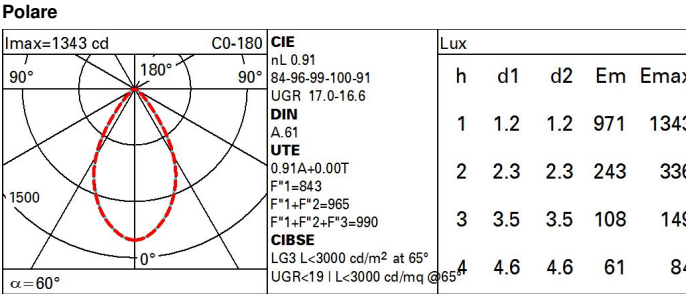 Polare
Imax=1343 cd C0-180
90° 180° 90°
1500
0°
α=60°
CIE
nL 0.91
84-96-99-100-91
UGR 17.0-16.6
DIN
A.61
UTE
0.91A+0.00T
F"1=843
F"1+F"2=965
F"1+F"2+F"3=990
CIBSE
LG3 L<3000 cd/m² at 65°
UGR<19 | L<3000 cd/mq @65°
Lux
h d1 d2 Em Emax
1 1.2 1.2 971 1343
2 2.3 2.3 243 336
3 3.5 3.5 108 149
4 4.6 4.6 61 84